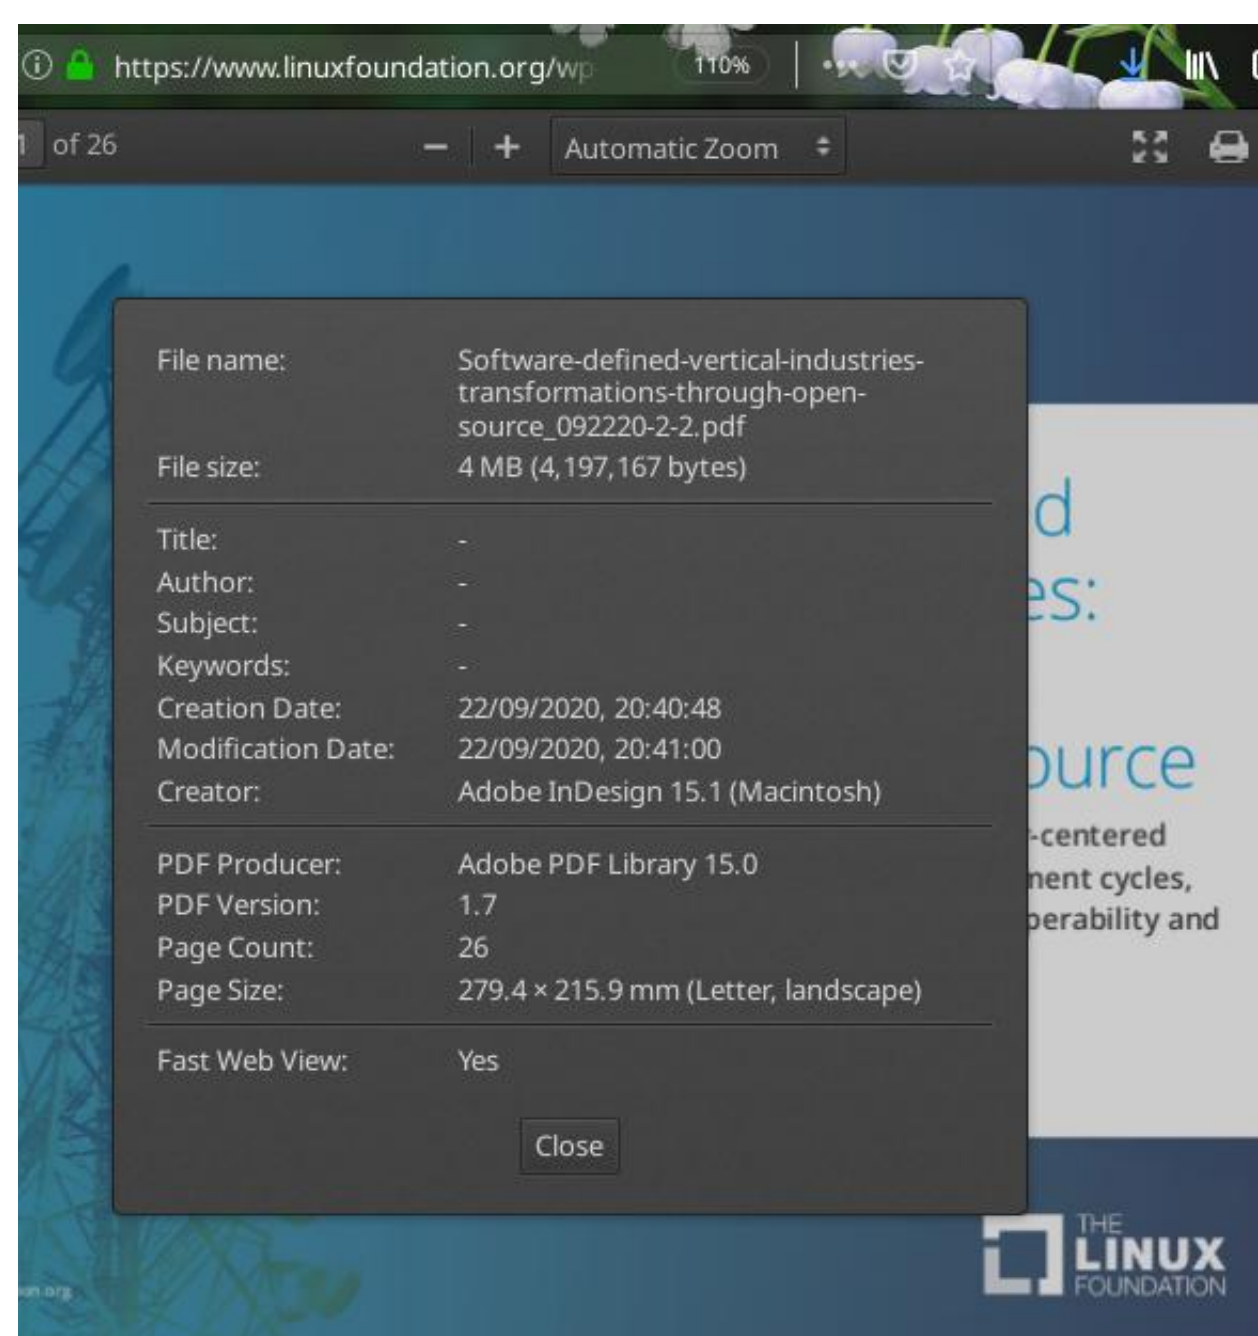 https://www.linuxfoundation.org/wp
110%
1 of 26
Automatic Zoom
File name: Software-defined-vertical-industries-
transformations-through-open-
source_092220-2-2.pdf
File size: 4 MB (4,197,167 bytes)
d
es:
Title: -
Author: -
Subject: -
Keywords: -
Creation Date: 22/09/2020, 20:40:48
Modification Date: 22/09/2020, 20:41:00
ource
Creator: Adobe InDesign 15.1 (Macintosh)
-centered
PDF Producer: Adobe PDF Library 15.0
ment cycles,
PDF Version: 1.7
perability and
Page Count: 26
Page Size: 279.4 × 215.9 mm (Letter, landscape)
Fast Web View: Yes
Close
THE
LINUX
FOUNDATION